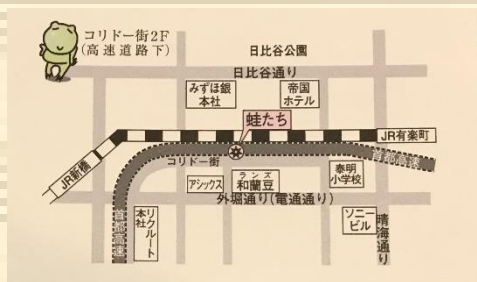 コリドー街2F
(高速道路下)
日比谷公園
日比谷通り
みずほ銀
本社
帝国
ホテル
蛙たち
JR有楽町
JR新橋
コリドー街
首都高速
泰明
小学校
アシックス
ランズ
和蘭豆
外堀通り(電通通り)
首都高速
リクルート
本社
ソニー
ビル
晴海通り